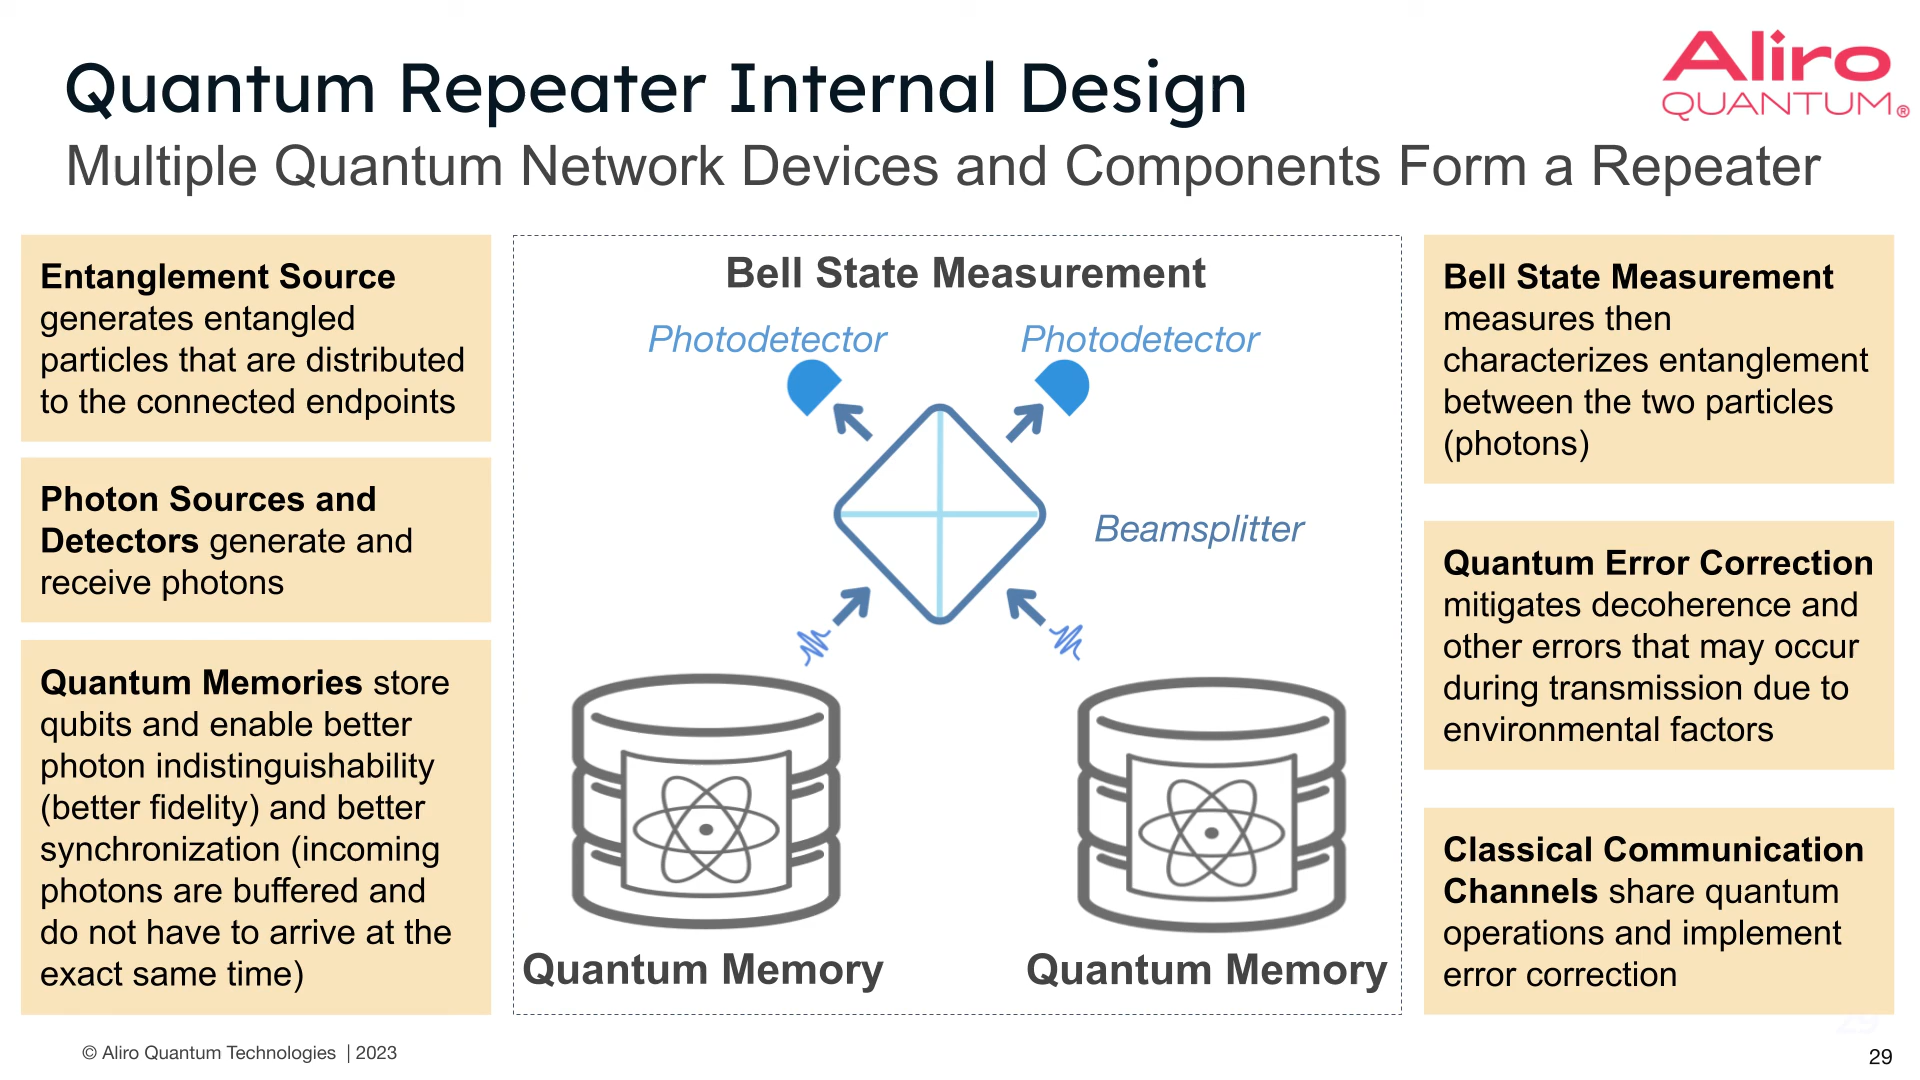 Quantum Repeater Internal Design
Multiple Quantum Network Devices and Components Form a Repeater
Aliro
QUANTUM®
Entanglement Source
generates entangled
particles that are distributed
to the connected endpoints
Photon Sources and
Detectors generate and
receive photons
Quantum Memories store
qubits and enable better
photon indistinguishability
(better fidelity) and better
synchronization (incoming
photons are buffered and
do not have to arrive at the
exact same time)
Bell State Measurement
Photodetector
Photodetector
Beamsplitter
Quantum Memory
Quantum Memory
Bell State Measurement
measures then
characterizes entanglement
between the two particles
(photons)
Quantum Error Correction
mitigates decoherence and
other errors that may occur
during transmission due to
environmental factors
Classical Communication
Channels share quantum
operations and implement
error correction
29
© Aliro Quantum Technologies | 2023
29